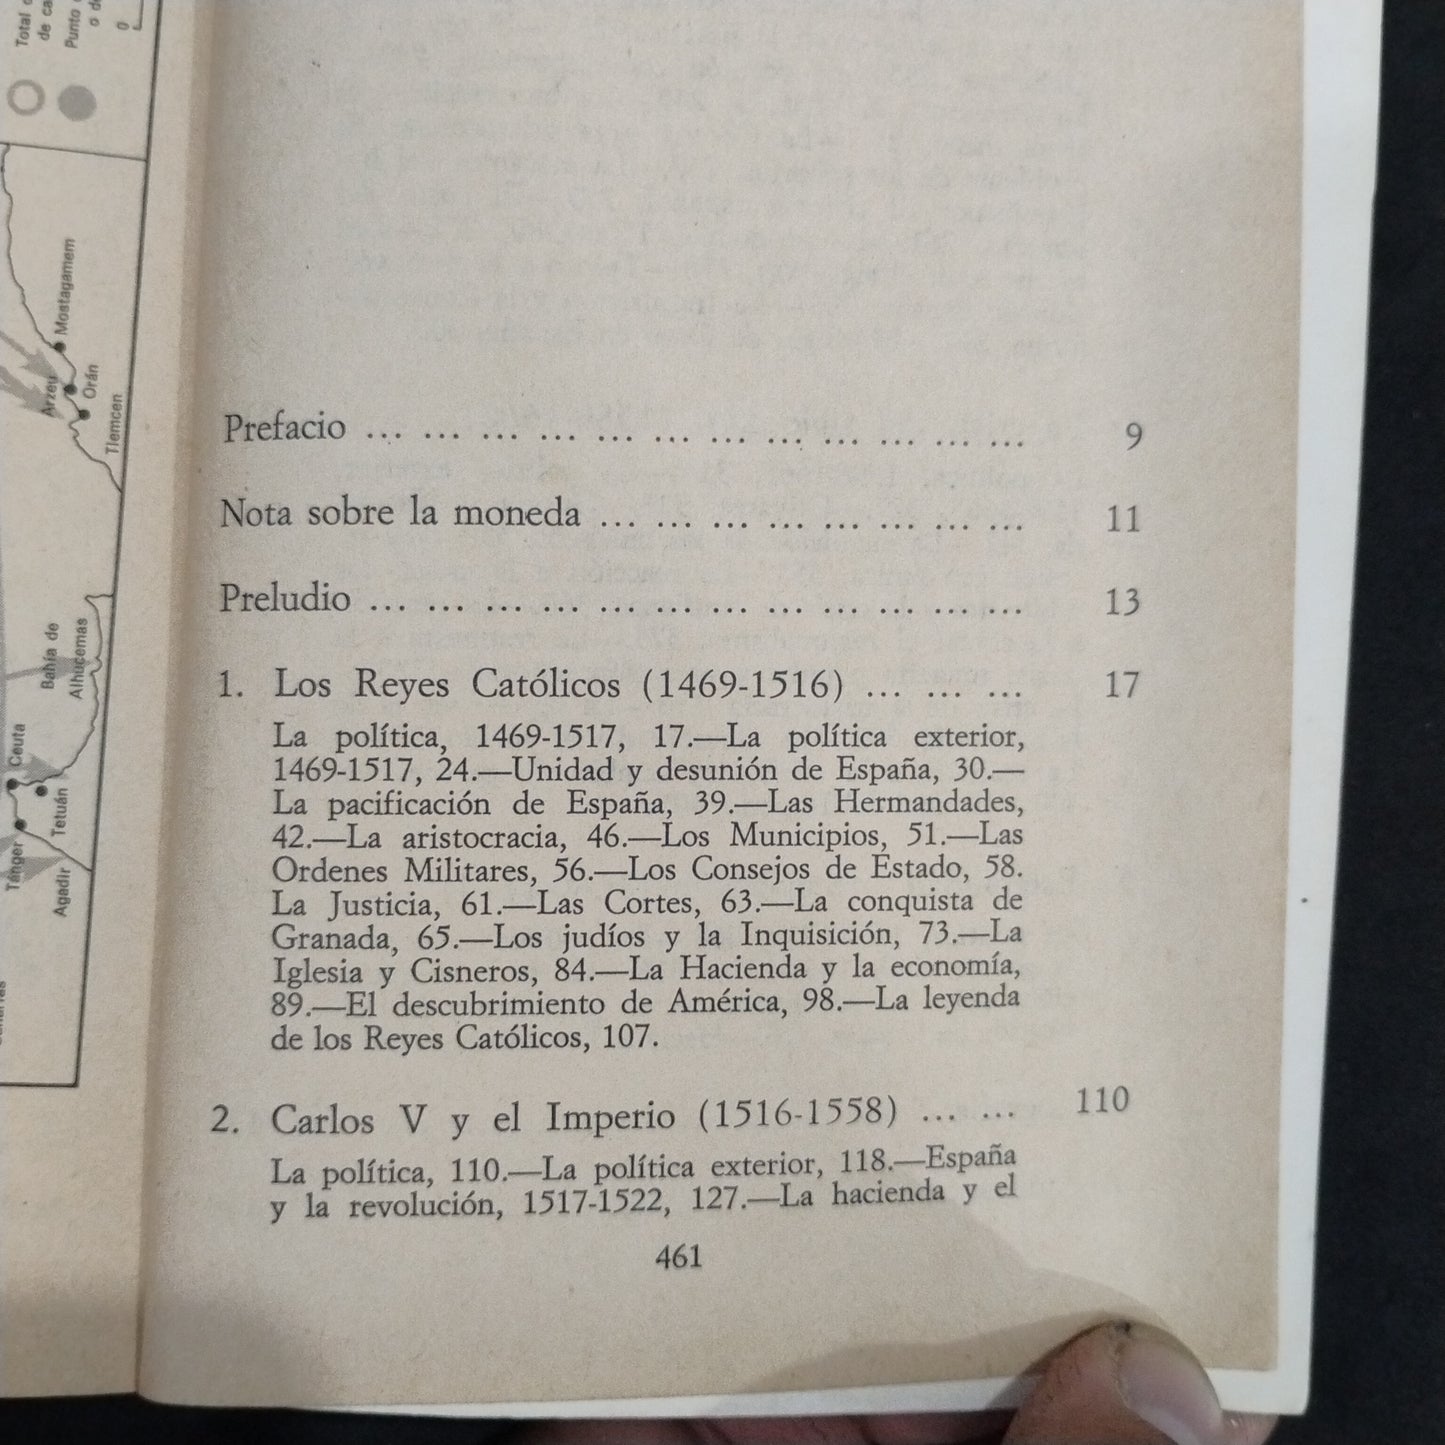 Total
de ca
Punto
o d
0
Mostagamem
Arzeu
Orán
Tlemcen
Bahía de
Alhucemas
Ceuta
Tetuán
Tánger
Agadir
Prefacio ... ... ... ... ... ... ... ... ... ... ... ... 9
Nota sobre la moneda ... ... ... ... ... ... ... ... 11
Preludio ... ... ... ... ... ... ... ... ... ... ... ... 13
1. Los Reyes Católicos (1469-1516) ... ... ... 17
La política, 1469-1517, 17.—La política exterior,
1469-1517, 24.—Unidad y desunión de España, 30.—
La pacificación de España, 39.—Las Hermandades,
42.—La aristocracia, 46.—Los Municipios, 51.—Las
Ordenes Militares, 56.—Los Consejos de Estado, 58.
La Justicia, 61.—Las Cortes, 63.—La conquista de
Granada, 65.—Los judíos y la Inquisición, 73.—La
Iglesia y Cisneros, 84.—La Hacienda y la economía,
89.—El descubrimiento de América, 98.—La leyenda
de los Reyes Católicos, 107.
2. Carlos V y el Imperio (1516-1558) ... ... 110
La política, 110.—La política exterior, 118.—España
y la revolución, 1517-1522, 127.—La hacienda y el
461